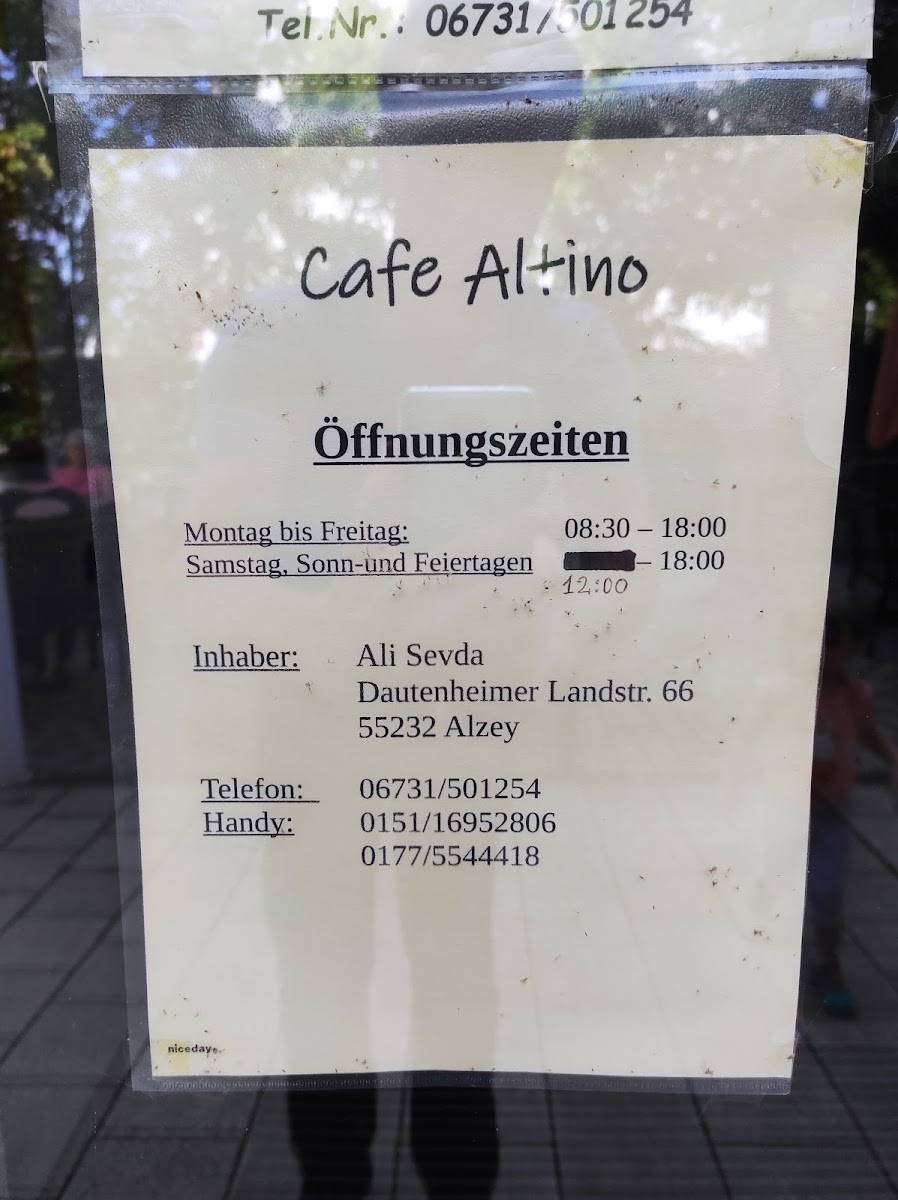 Tel.Nr.: 06731/501254
Cafe Altino
Öffnungszeiten
Montag bis Freitag: 08:30 – 18:00
Samstag, Sonn-und Feiertagen – 18:00
12:00
Inhaber: Ali Sevda
Dautenheimer Landstr. 66
55232 Alzey
Telefon: 06731/501254
Handy: 0151/16952806
0177/5544418
niceday